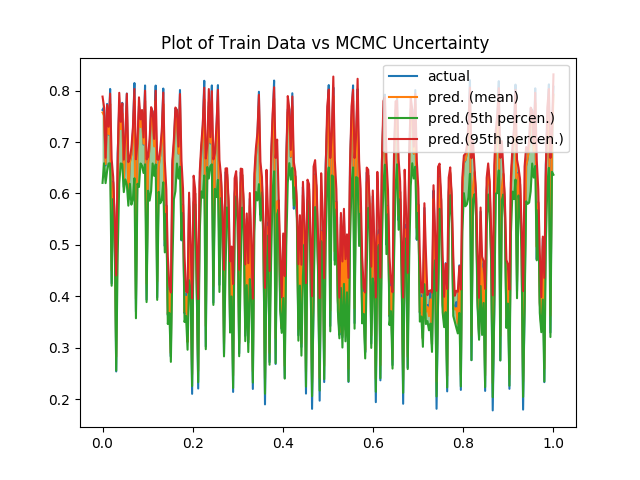 Plot of Train Data vs MCMC Uncertainty
actual
pred. (mean)
pred.(5th percen.)
pred.(95th percen.)
0.8
0.7
0.6
0.5
0.4
0.3
0.2
0.0 0.2 0.4 0.6 0.8 1.0